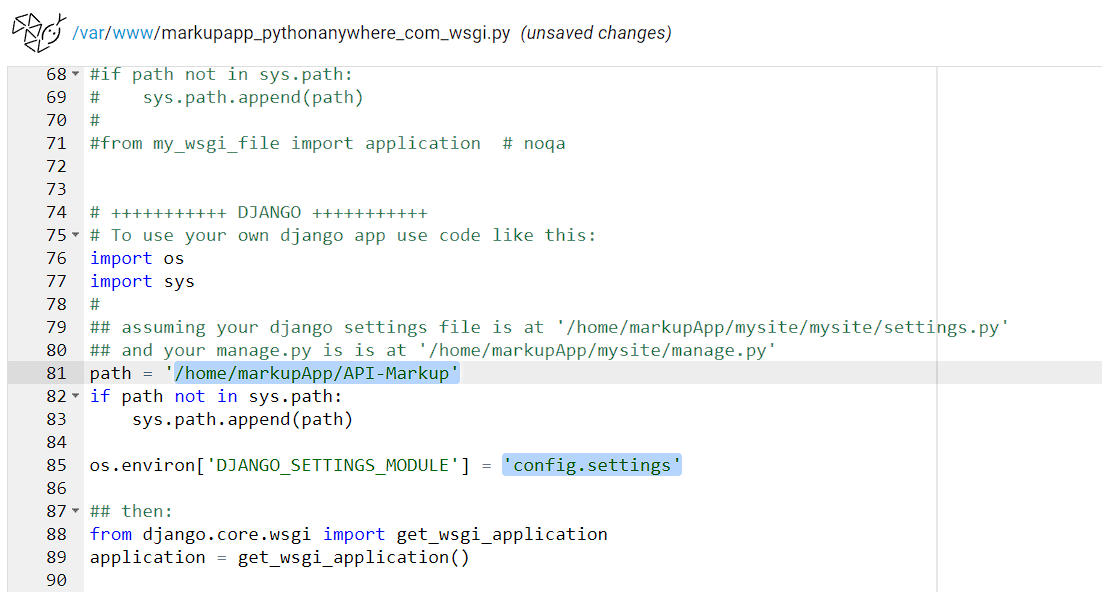 /var/www/markupapp_pythonanywhere_com_wsgi.py (unsaved changes)
68 #if path not in sys.path:
69 #    sys.path.append(path)
70 #
71 #from my_wsgi_file import application  # noqa
72
73
74 # +++++++++++ DJANGO +++++++++++
75 # To use your own django app use code like this:
76 import os
77 import sys
78 #
79 ## assuming your django settings file is at '/home/markupApp/mysite/mysite/settings.py'
80 ## and your manage.py is is at '/home/markupApp/mysite/manage.py'
81 path = '/home/markupApp/API-Markup'
82 if path not in sys.path:
83     sys.path.append(path)
84
85 os.environ['DJANGO_SETTINGS_MODULE'] = 'config.settings'
86
87 ## then:
88 from django.core.wsgi import get_wsgi_application
89 application = get_wsgi_application()
90